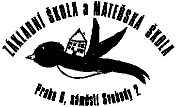 ZÁKLADNÍ ŠKOLA a MATEŘSKÁ ŠKOLA
Praha 6, náměstí Svobody 2